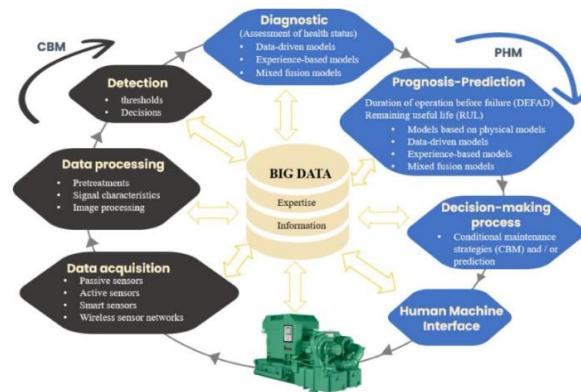 CBM
PHM
Diagnostic
(Assessment of health status)
• Data-driven models
• Experience-based models
• Mixed fusion models
Detection
• thresholds
• Decisions
Prognosis-Prediction
Duration of operation before failure (DEFAD)
Remaining useful life (RUL)
• Models based on physical models
• Data-driven models
• Experience-based models
• Mixed fusion models
Data processing
• Pretreatments
• Signal characteristics
• Image processing
BIG DATA
Expertise
Information
Decision-making
process
• Conditional maintenance
strategies (CBM) and / or
prediction
Data acquisition
• Passive sensors
• Active sensors
• Smart sensors
• Wireless sensor networks
Human Machine
Interface